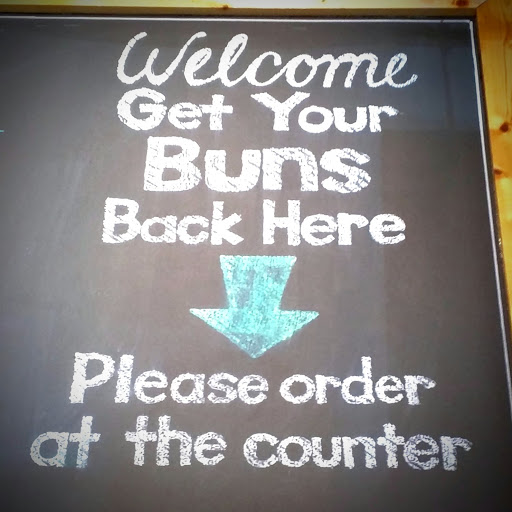 Welcome
Get Your
Buns
Back Here
Please order
at the counter